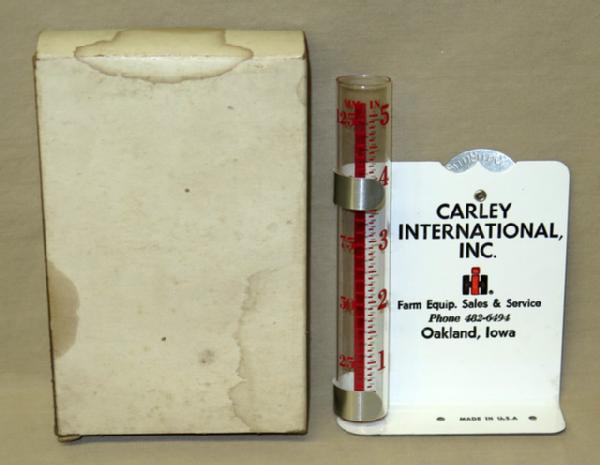 MM IN
125 5
4
75 3
50 2
25 1
CARLEY
INTERNATIONAL,
INC.
IH®
Farm Equip. Sales & Service
Phone 482-6494
Oakland, Iowa
MADE IN U.S.A